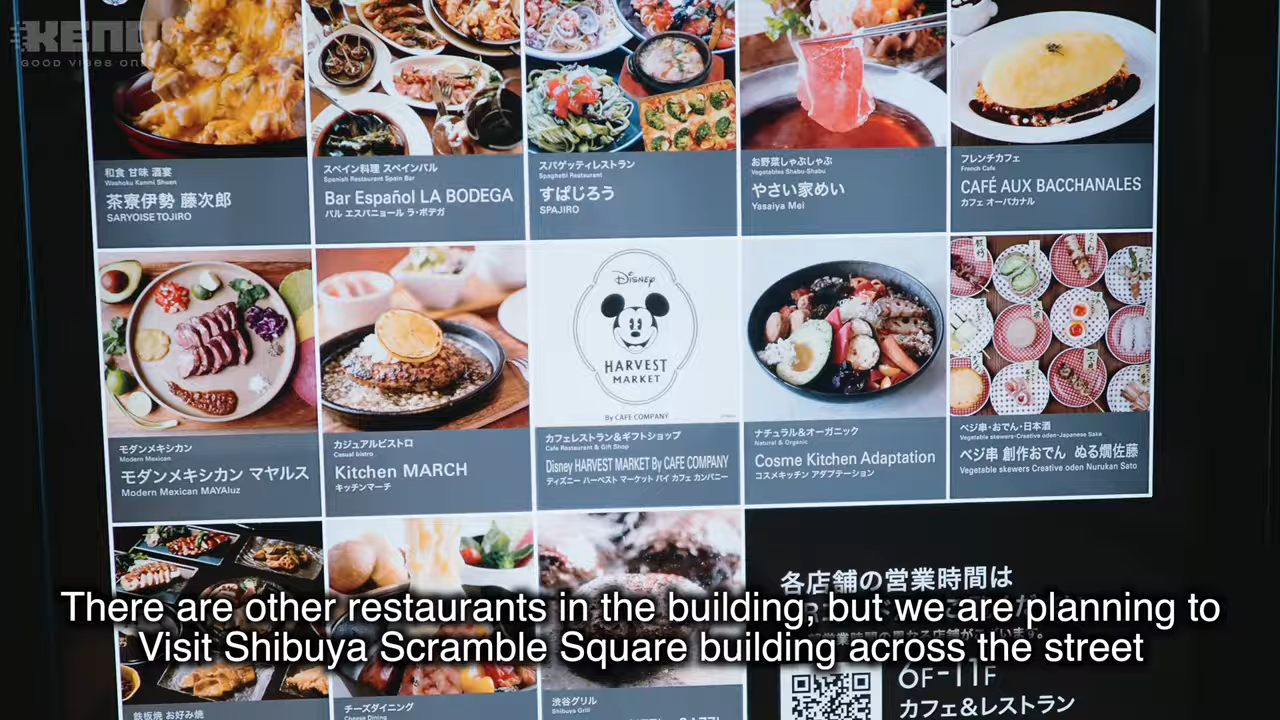 KEND
GOOD VIBES ON
和食 甘味 酒宴
Washoku Kanmi Shuen
茶寮伊勢 藤次郎
SARYOISE TOJIRO
スペイン料理 スペインバル
Spanish Restaurant Spain Bar
Bar Español LA BODEGA
バル エスパニョール ラ・ボデガ
スパゲッティレストラン
Spaghetti Restaurant
すぱじろう
SPAJIRO
お野菜しゃぶしゃぶ
Vegetables Shabu-Shabu
やさい家めい
Yasaiya Mei
フレンチカフェ
French Cafe
CAFÉ AUX BACCHANALES
カフェ オーバカナル
モダンメキシカン
Modern Mexican
モダンメキシカン マヤルス
Modern Mexican MAYAluz
カジュアルビストロ
Casual bistro
Kitchen MARCH
キッチンマーチ
Disney
HARVEST
MARKET
By CAFE COMPANY
カフェレストラン&ギフトショップ
Cafe Restaurant & Gift Shop
Disney HARVEST MARKET By CAFE COMPANY
ディズニー ハーベスト マーケット バイ カフェ カンパニー
ナチュラル&オーガニック
Natural & Organic
Cosme Kitchen Adaptation
コスメキッチン アダプテーション
ベジ串・おでん・日本酒
Vegetable skewers-Creative oden-Japanese Sake
ベジ串 創作おでん ぬる燗佐藤
Vegetable skewers Creative oden Nurukan Sato
各店舗の営業時間は
There are other restaurants in the building, but we are planning to
Visit Shibuya Scramble Square building across the street
6F-11F
カフェ&レストラン
鉄板焼 お好み焼
チーズダイニング
Cheese Dining
渋谷グリル
Shibuya Grill